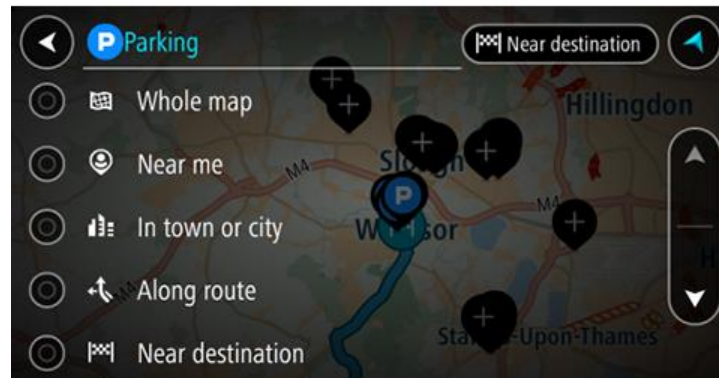 P Parking
Near destination
Whole map
Near me
In town or city
Along route
Near destination
Hillingdon
Slough
M4
M4
Windsor
P
M4
Upon-Thames